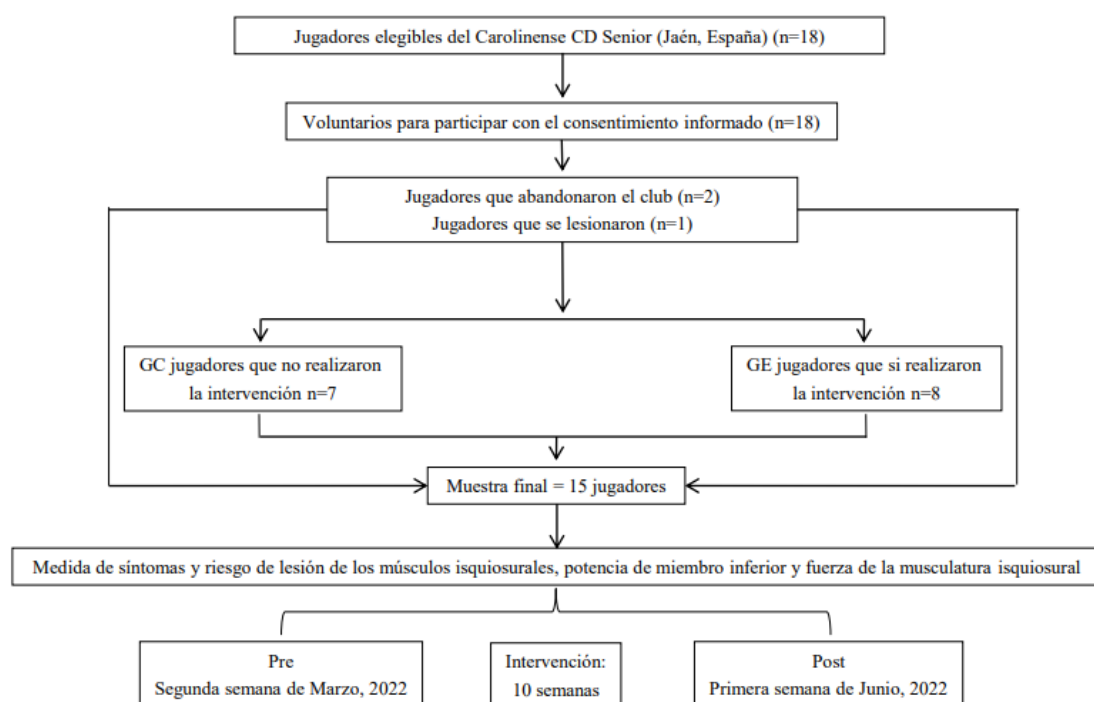 Jugadores elegibles del Carolinense CD Senior (Jaén, España) (n=18)
Voluntarios para participar con el consentimiento informado (n=18)
Jugadores que abandonaron el club (n=2)
Jugadores que se lesionaron (n=1)
GC jugadores que no realizaron
la intervención n=7
GE jugadores que si realizaron
la intervención n=8
Muestra final = 15 jugadores
Medida de síntomas y riesgo de lesión de los músculos isquiosurales, potencia de miembro inferior y fuerza de la musculatura isquiosural
Pre
Segunda semana de Marzo, 2022
Intervención:
10 semanas
Post
Primera semana de Junio, 2022